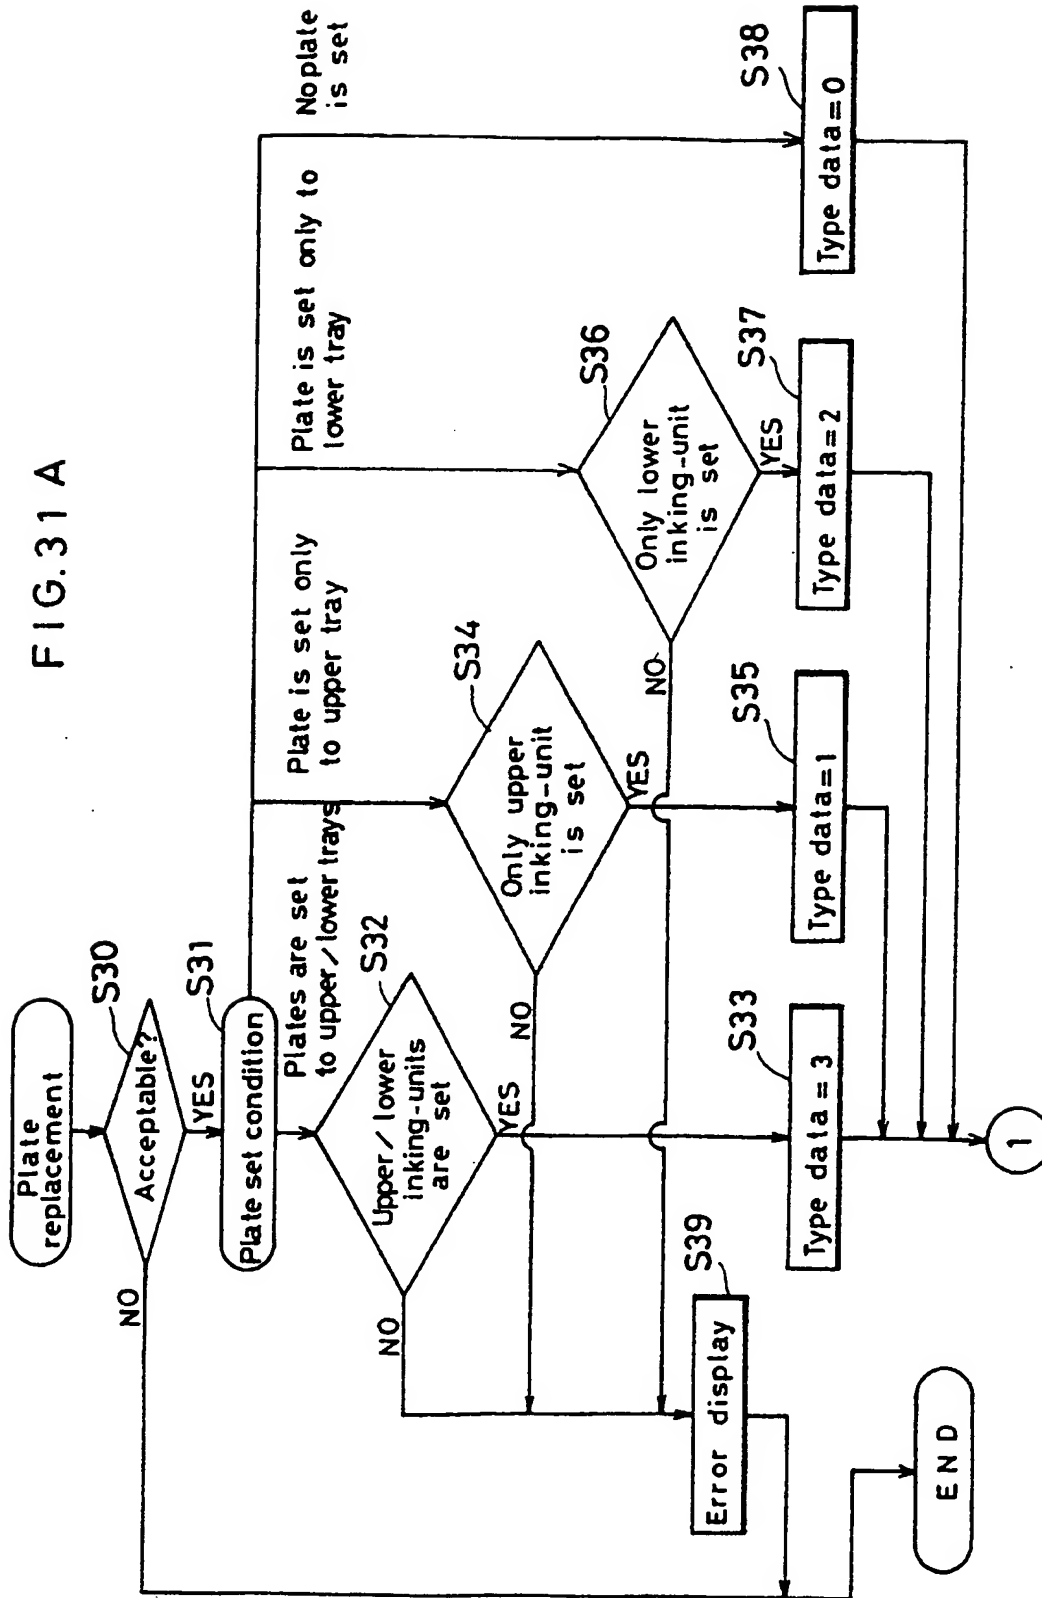 FIG.31 A
Plate
replacement
S30
Acceptable?
NO
YES
S31
Plate set condition
Plates are set
to upper/lower trays
Plate is set only
to upper tray
Plate is set only to
lower tray
Noplate
is set
S32
Upper/lower
inking-units
are set
NO
YES
S34
Only upper
inking-unit
is set
NO
YES
S36
Only lower
inking-unit
is set
NO
YES
S39
Error display
S33
Type data = 3
S35
Type data=1
S37
Type data=2
S38
Type data=0
END
1